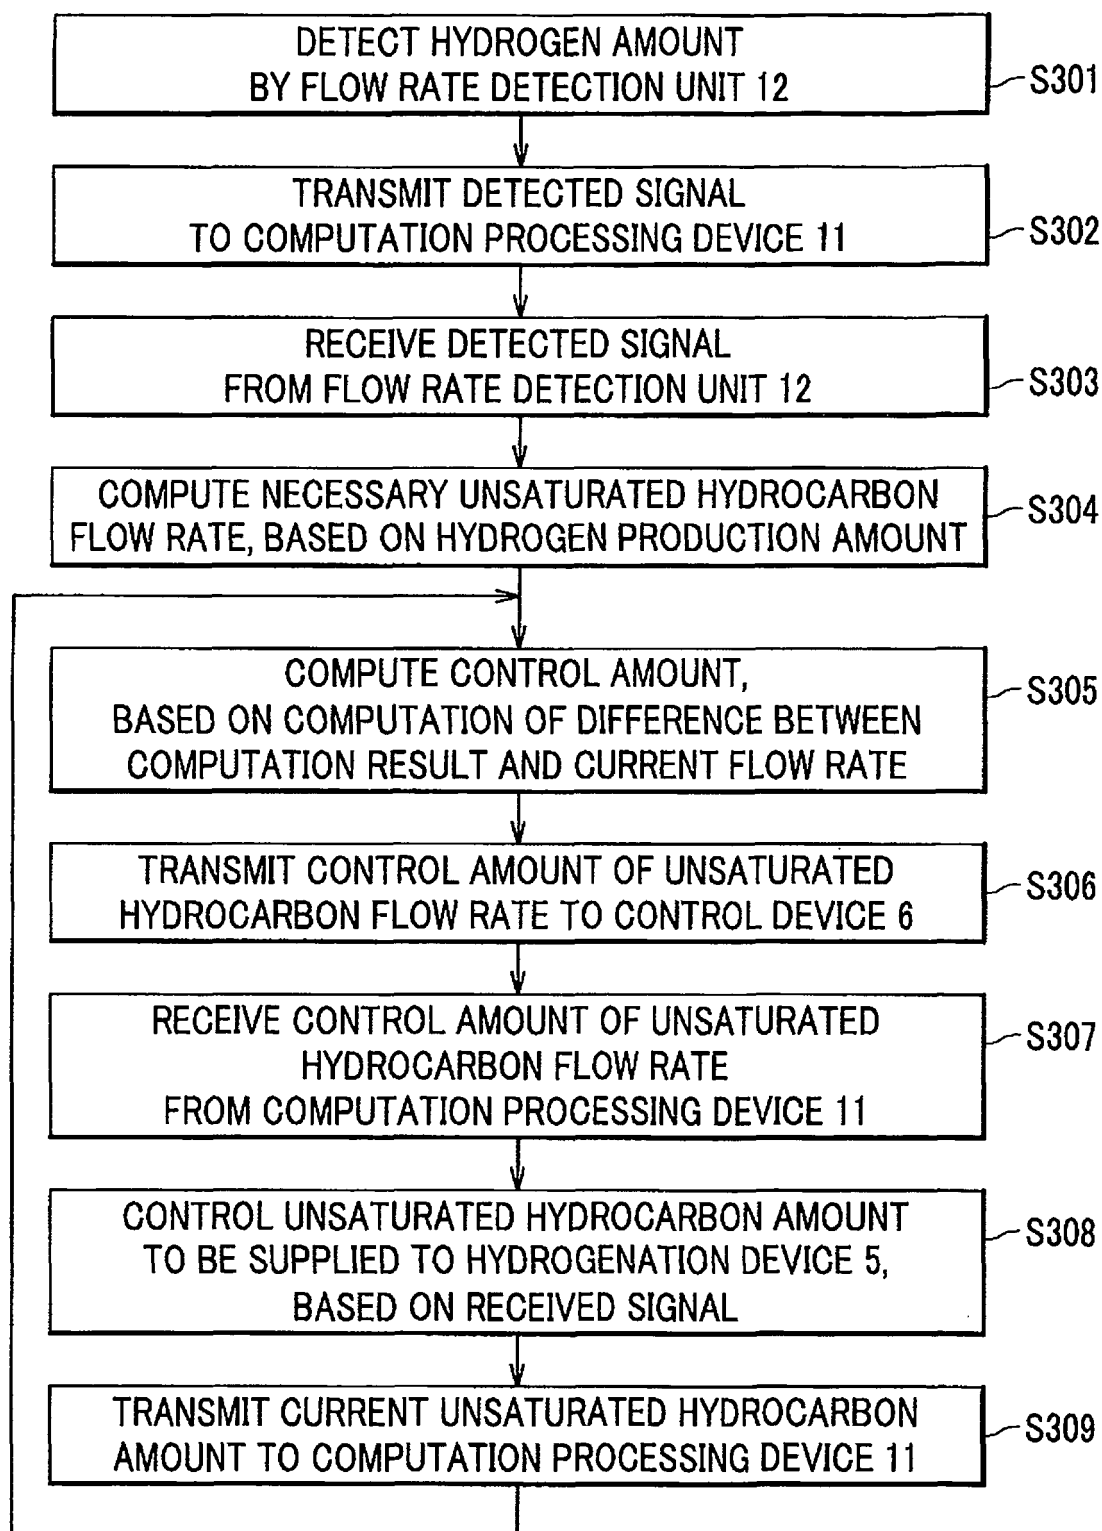 DETECT HYDROGEN AMOUNT
BY FLOW RATE DETECTION UNIT 12
S301
TRANSMIT DETECTED SIGNAL
TO COMPUTATION PROCESSING DEVICE 11
S302
RECEIVE DETECTED SIGNAL
FROM FLOW RATE DETECTION UNIT 12
S303
COMPUTE NECESSARY UNSATURATED HYDROCARBON
FLOW RATE, BASED ON HYDROGEN PRODUCTION AMOUNT
S304
COMPUTE CONTROL AMOUNT,
BASED ON COMPUTATION OF DIFFERENCE BETWEEN
COMPUTATION RESULT AND CURRENT FLOW RATE
S305
TRANSMIT CONTROL AMOUNT OF UNSATURATED
HYDROCARBON FLOW RATE TO CONTROL DEVICE 6
S306
RECEIVE CONTROL AMOUNT OF UNSATURATED
HYDROCARBON FLOW RATE
FROM COMPUTATION PROCESSING DEVICE 11
S307
CONTROL UNSATURATED HYDROCARBON AMOUNT
TO BE SUPPLIED TO HYDROGENATION DEVICE 5,
BASED ON RECEIVED SIGNAL
S308
TRANSMIT CURRENT UNSATURATED HYDROCARBON
AMOUNT TO COMPUTATION PROCESSING DEVICE 11
S309